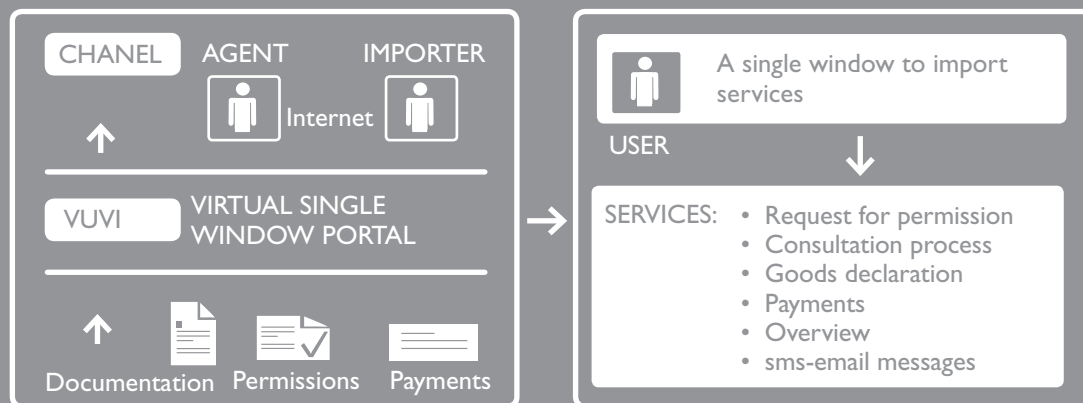 CHANEL
AGENT
IMPORTER
Internet
VUVI
VIRTUAL SINGLE
WINDOW PORTAL
Documentation
Permissions
Payments
A single window to import
services
USER
SERVICES:
• Request for permission
• Consultation process
• Goods declaration
• Payments
• Overview
• sms-email messages